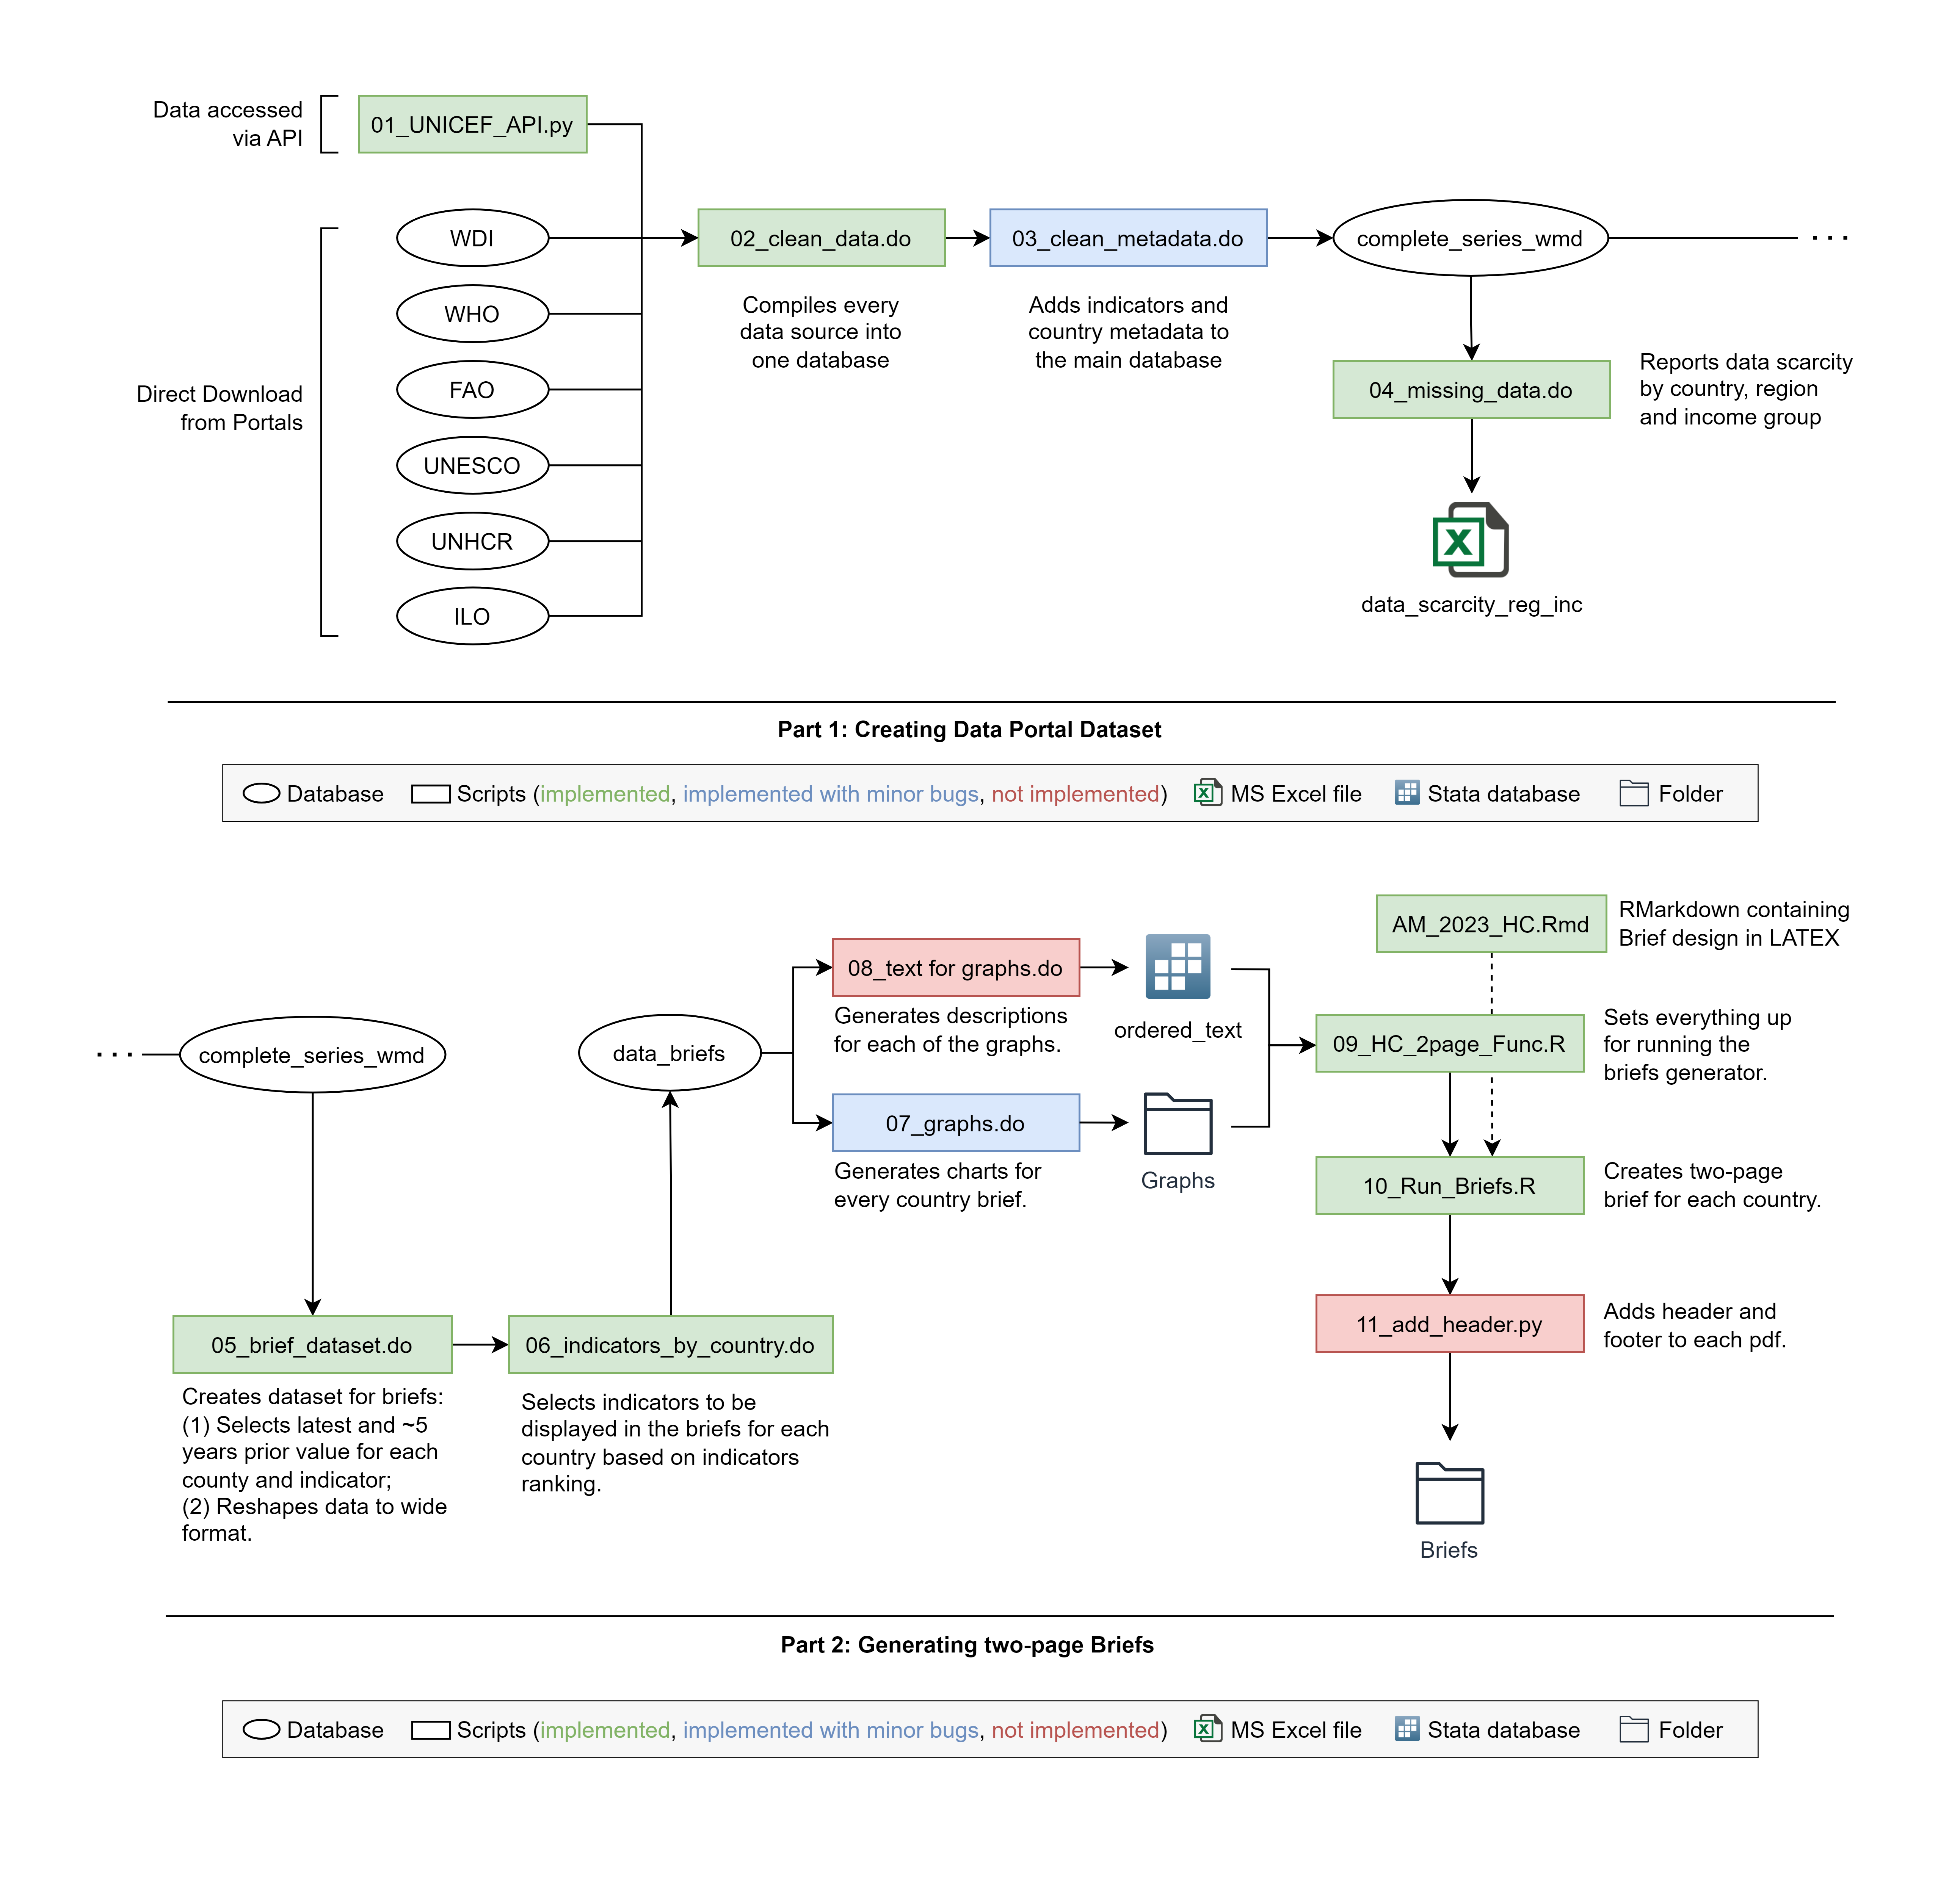 Data accessed
via API
01_UNICEF_API.py
Direct Download
from Portals
WDI
WHO
FAO
UNESCO
UNHCR
ILO
02_clean_data.do
Compiles every
data source into
one database
03_clean_metadata.do
Adds indicators and
country metadata to
the main database
complete_series_wmd
. . .
04_missing_data.do
Reports data scarcity
by country, region
and income group
X
data_scarcity_reg_inc
Part 1: Creating Data Portal Dataset
Database Scripts (implemented, implemented with minor bugs, not implemented) X MS Excel file Stata database Folder
. . .
complete_series_wmd
05_brief_dataset.do
Creates dataset for briefs:
(1) Selects latest and ~5
years prior value for each
county and indicator;
(2) Reshapes data to wide
format.
06_indicators_by_country.do
Selects indicators to be
displayed in the briefs for each
country based on indicators
ranking.
data_briefs
08_text for graphs.do
Generates descriptions
for each of the graphs.
ordered_text
07_graphs.do
Generates charts for
every country brief.
Graphs
AM_2023_HC.Rmd
RMarkdown containing
Brief design in LATEX
09_HC_2page_Func.R
Sets everything up
for running the
briefs generator.
10_Run_Briefs.R
Creates two-page
brief for each country.
11_add_header.py
Adds header and
footer to each pdf.
Briefs
Part 2: Generating two-page Briefs
Database Scripts (implemented, implemented with minor bugs, not implemented) X MS Excel file Stata database Folder